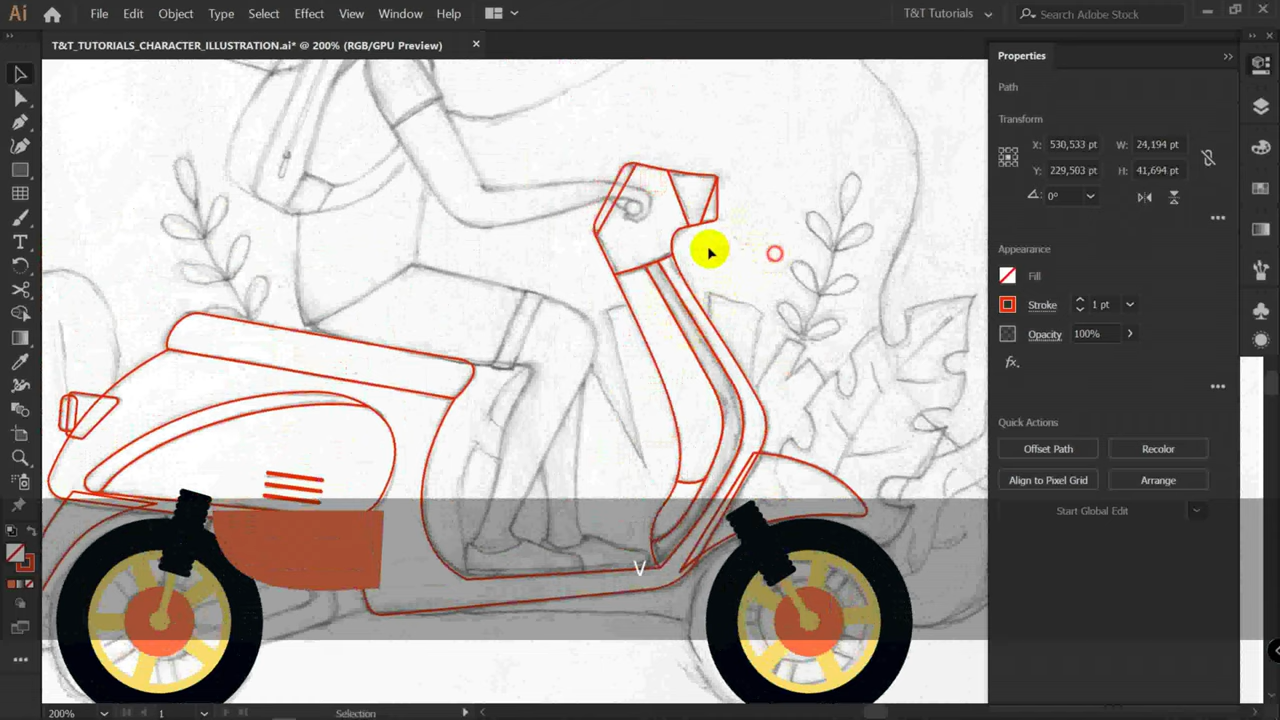 Ai File Edit Object Type Select Effect View Window Help T&T Tutorials Search Adobe Stock
T&T_TUTORIALS_CHARACTER_ILLUSTRATION.ai* @ 200% (RGB/GPU Preview)
Properties
Path
Transform
X: 530,533 pt W: 24,194 pt
Y: 229,503 pt H: 41,694 pt
0°
Appearance
Fill
Stroke 1 pt
Opacity 100%
fx.
Quick Actions
Offset Path Recolor
Align to Pixel Grid Arrange
Start Global Edit
V
200% 1 Selection